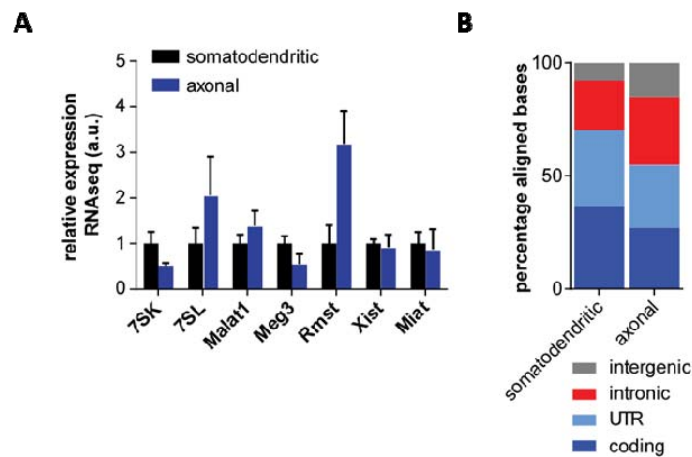 A
relative expression
RNAseq (a.u.)
5
4
3
2
1
0
somatodendritic
axonal
7SK
7SL
Malat1
Meg3
Rmst
Xist
Miat
B
percentage aligned bases
100
50
0
somatodendritic
axonal
intergenic
intronic
UTR
coding